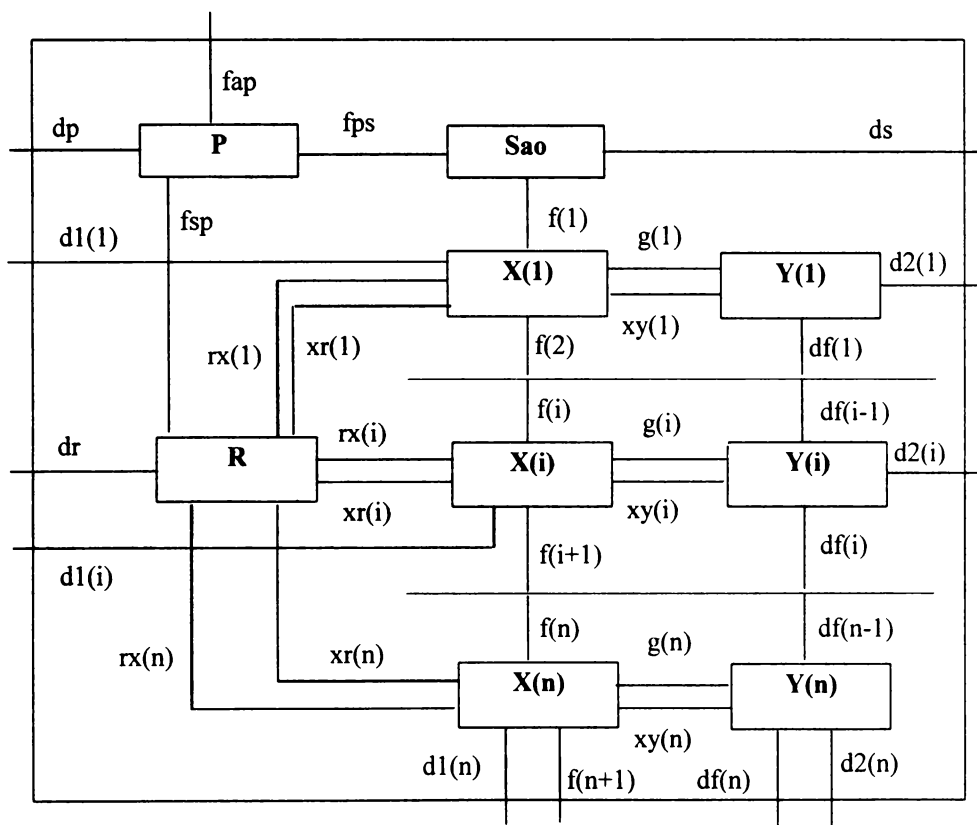 fap
dp
P
fps
Sao
ds
fsp
f(1)
d1(1)
X(1)
g(1)
Y(1)
d2(1)
xy(1)
rx(1)
xr(1)
f(2)
df(1)
f(i)
df(i-1)
dr
R
rx(i)
X(i)
g(i)
Y(i)
d2(i)
xr(i)
xy(i)
d1(i)
f(i+1)
df(i)
f(n)
df(n-1)
rx(n)
xr(n)
X(n)
g(n)
Y(n)
xy(n)
d1(n)
f(n+1)
df(n)
d2(n)